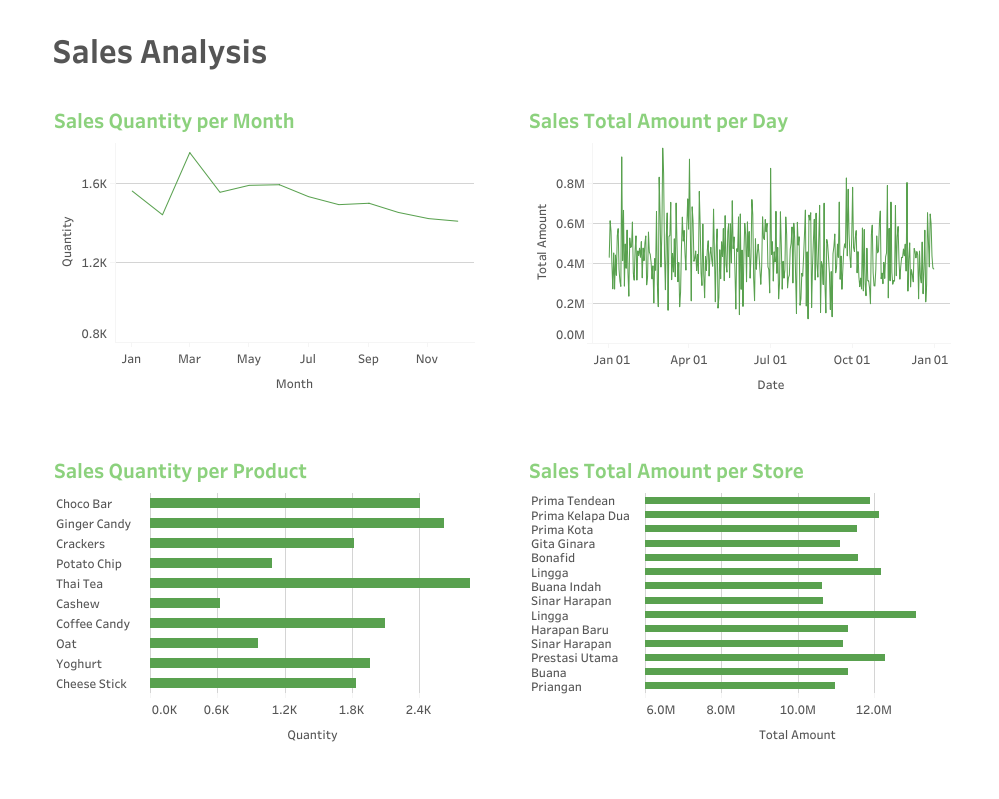 Sales Analysis
Sales Quantity per Month
1.6K
1.2K
0.8K
Quantity
Jan Mar May Jul Sep Nov
Month
Sales Total Amount per Day
0.8M
0.6M
0.4M
0.2M
0.0M
Total Amount
Jan 01 Apr 01 Jul 01 Oct 01 Jan 01
Date
Sales Quantity per Product
Choco Bar
Ginger Candy
Crackers
Potato Chip
Thai Tea
Cashew
Coffee Candy
Oat
Yoghurt
Cheese Stick
0.0K 0.6K 1.2K 1.8K 2.4K
Quantity
Sales Total Amount per Store
Prima Tendean
Prima Kelapa Dua
Prima Kota
Gita Ginara
Bonafid
Lingga
Buana Indah
Sinar Harapan
Lingga
Harapan Baru
Sinar Harapan
Prestasi Utama
Buana
Priangan
6.0M 8.0M 10.0M 12.0M
Total Amount